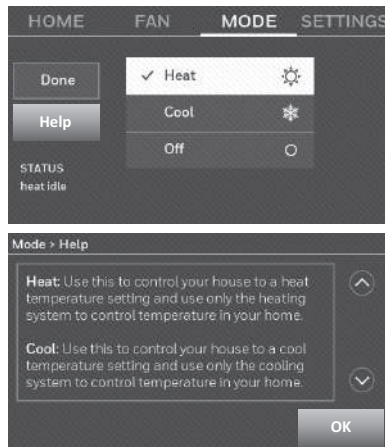 HOME FAN MODE SETTINGS
Done
✓ Heat
Help
Cool
Off
STATUS
heat idle
Mode > Help
Heat: Use this to control your house to a heat
temperature setting and use only the heating
system to control temperature in your home.
Cool: Use this to control your house to a cool
temperature setting and use only the cooling
system to control temperature in your home.
OK